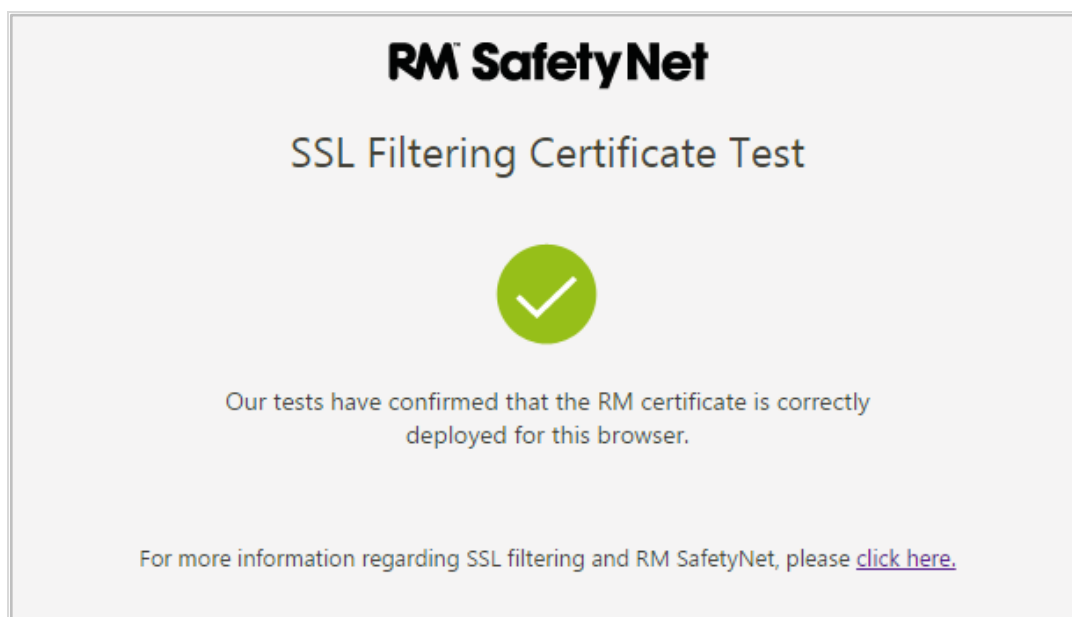 RM™ SafetyNet
SSL Filtering Certificate Test
Our tests have confirmed that the RM certificate is correctly
deployed for this browser.
For more information regarding SSL filtering and RM SafetyNet, please click here.